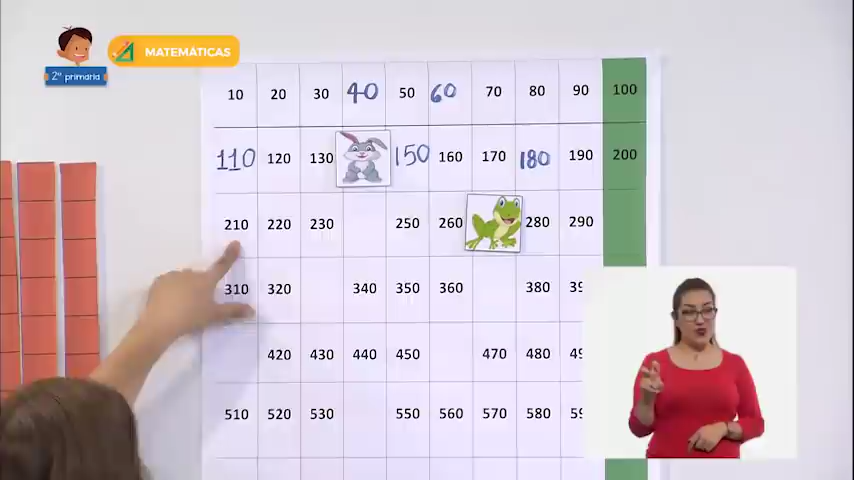 MATEMÁTICAS
2º primaria
10 20 30 40 50 60 70 80 90 100
110 120 130 150 160 170 180 190 200
210 220 230 250 260 280 290
310 320 340 350 360 380
420 430 440 450 470 480
510 520 530 550 560 570 580